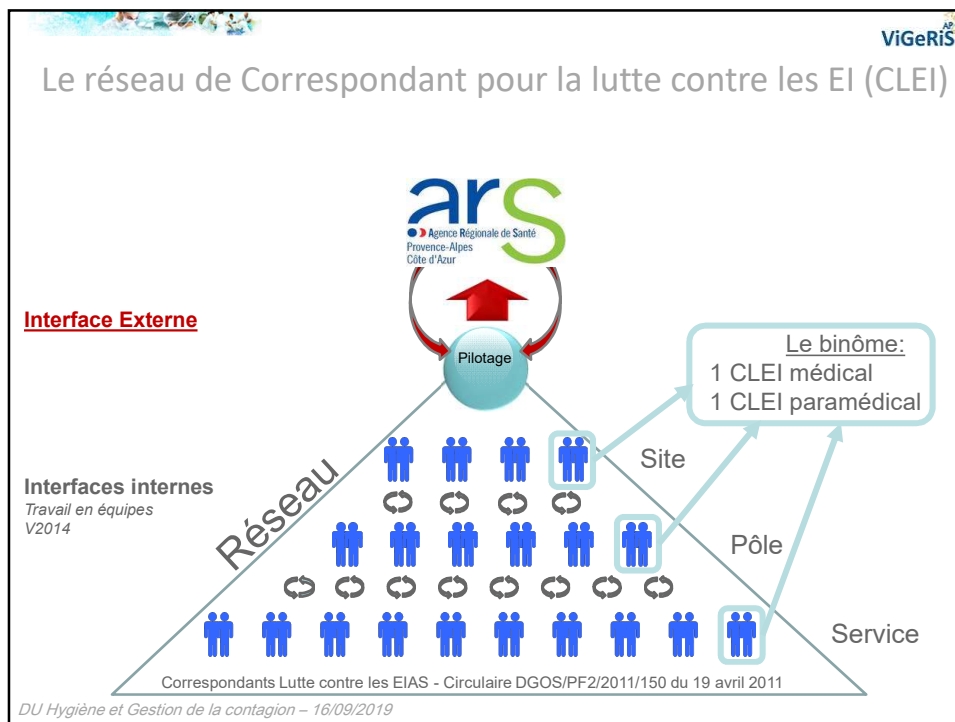 AP
ViGeRiS
Le réseau de Correspondant pour la lutte contre les EI (CLEI)
ars
Agence Régionale de Santé
Provence-Alpes
Côte d'Azur
Interface Externe
Pilotage
Le binôme:
1 CLEI médical
1 CLEI paramédical
Site
Réseau
Interfaces internes
Travail en équipes
V2014
Pôle
Service
Correspondants Lutte contre les EIAS - Circulaire DGOS/PF2/2011/150 du 19 avril 2011
DU Hygiène et Gestion de la contagion – 16/09/2019